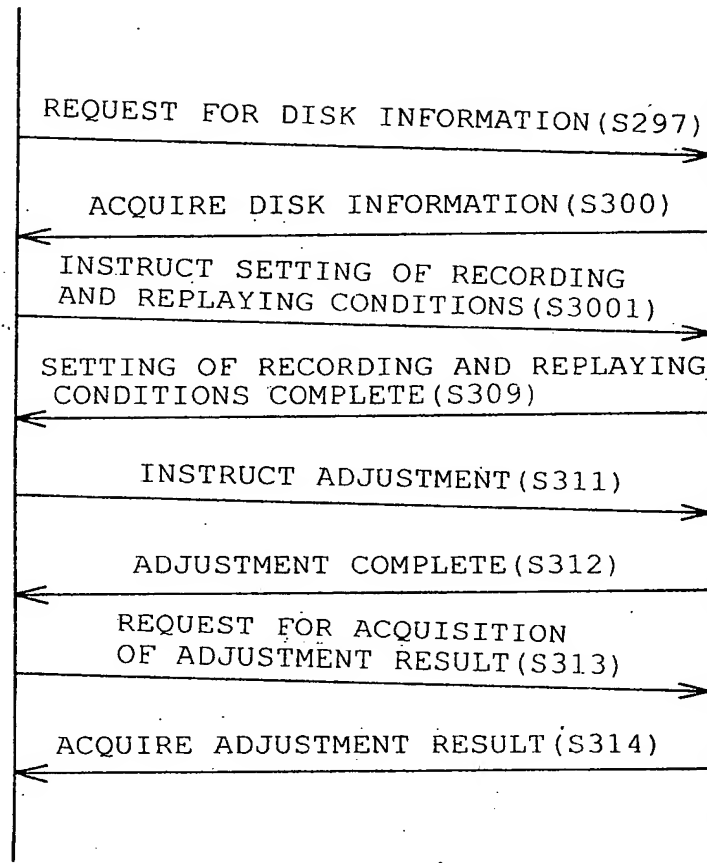 REQUEST FOR DISK INFORMATION(S297)
ACQUIRE DISK INFORMATION(S300)
INSTRUCT SETTING OF RECORDING
AND REPLAYING CONDITIONS(S3001)
SETTING OF RECORDING AND REPLAYING
CONDITIONS COMPLETE(S309)
INSTRUCT ADJUSTMENT(S311)
ADJUSTMENT COMPLETE(S312)
REQUEST FOR ACQUISITION
OF ADJUSTMENT RESULT(S313)
ACQUIRE ADJUSTMENT RESULT(S314)